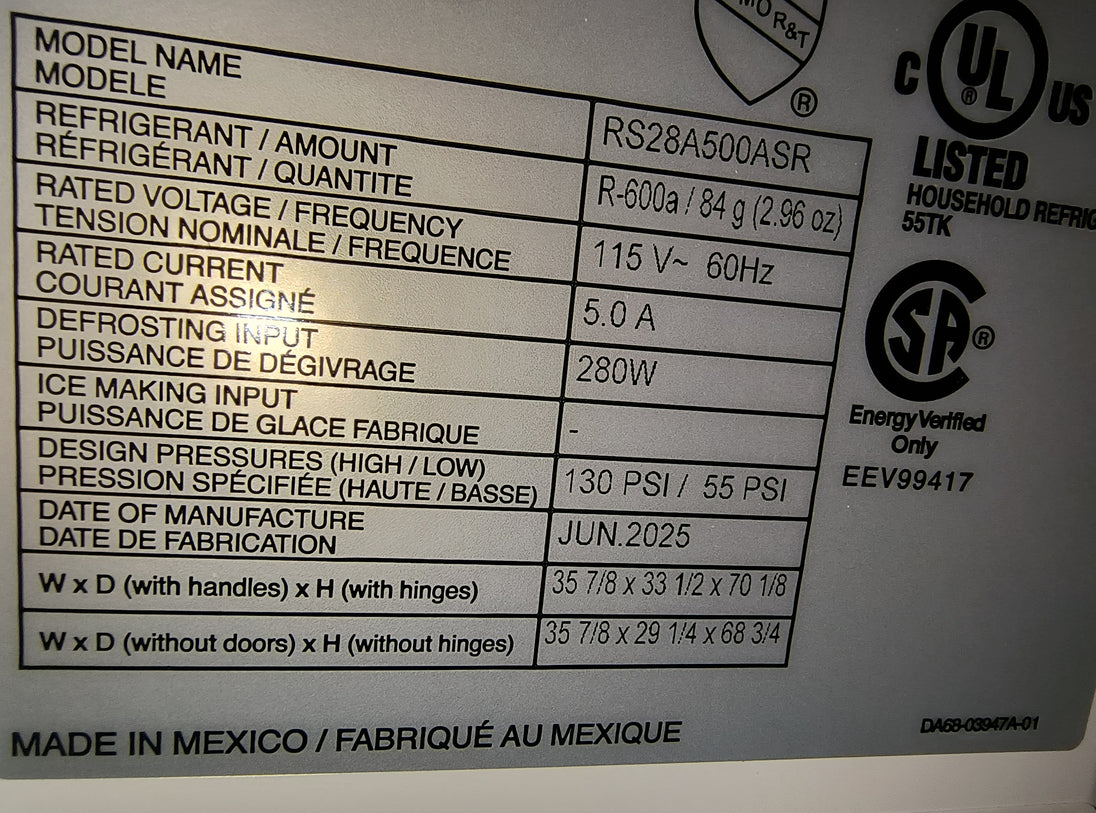 MO R&T
®
C UL ® US
LISTED
HOUSEHOLD
55TK
MODEL NAME
MODELE
RS28A500ASR
REFRIGERANT / AMOUNT
RÉFRIGÉRANT / QUANTITE
R-600a / 84 g (2.96 oz)
RATED VOLTAGE / FREQUENCY
TENSION NOMINALE / FREQUENCE
115 V~ 60Hz
RATED CURRENT
COURANT ASSIGNÉ
5.0 A
DEFROSTING INPUT
PUISSANCE DE DÉGIVRAGE
280W
ICE MAKING INPUT
PUISSANCE DE GLACE FABRIQUE
-
DESIGN PRESSURES (HIGH / LOW)
PRESSION SPÉCIFIÉE (HAUTE / BASSE)
130 PSI / 55 PSI
DATE OF MANUFACTURE
DATE DE FABRICATION
JUN.2025
W x D (with handles) x H (with hinges)
35 7/8 x 33 1/2 x 70 1/8
W x D (without doors) x H (without hinges)
35 7/8 x 29 1/4 x 68 3/4
SA ®
Energy Verified
Only
EEV99417
MADE IN MEXICO / FABRIQUÉ AU MEXIQUE
DA68-03947A-01